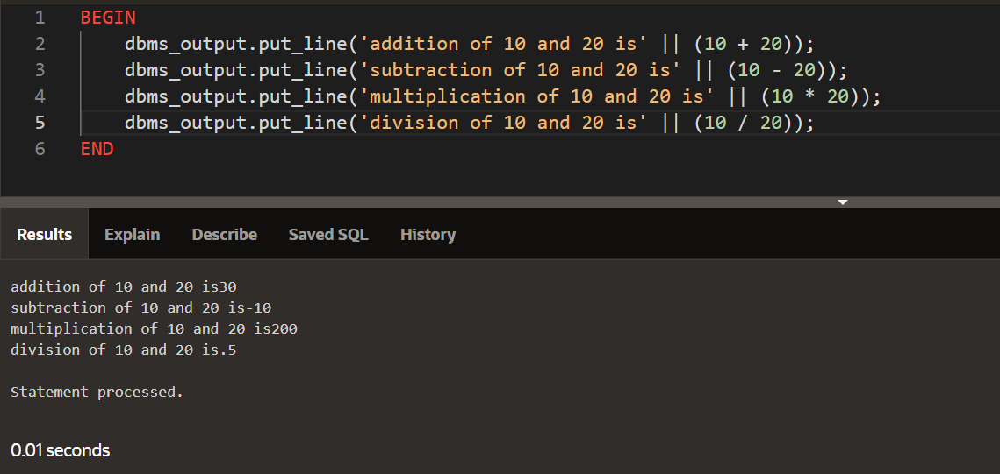 1 BEGIN
2 dbms_output.put_line('addition of 10 and 20 is' || (10 + 20));
3 dbms_output.put_line('subtraction of 10 and 20 is' || (10 - 20));
4 dbms_output.put_line('multiplication of 10 and 20 is' || (10 * 20));
5 dbms_output.put_line('division of 10 and 20 is' || (10 / 20));
6 END
Results Explain Describe Saved SQL History
addition of 10 and 20 is30
subtraction of 10 and 20 is-10
multiplication of 10 and 20 is200
division of 10 and 20 is.5
Statement processed.
0.01 seconds